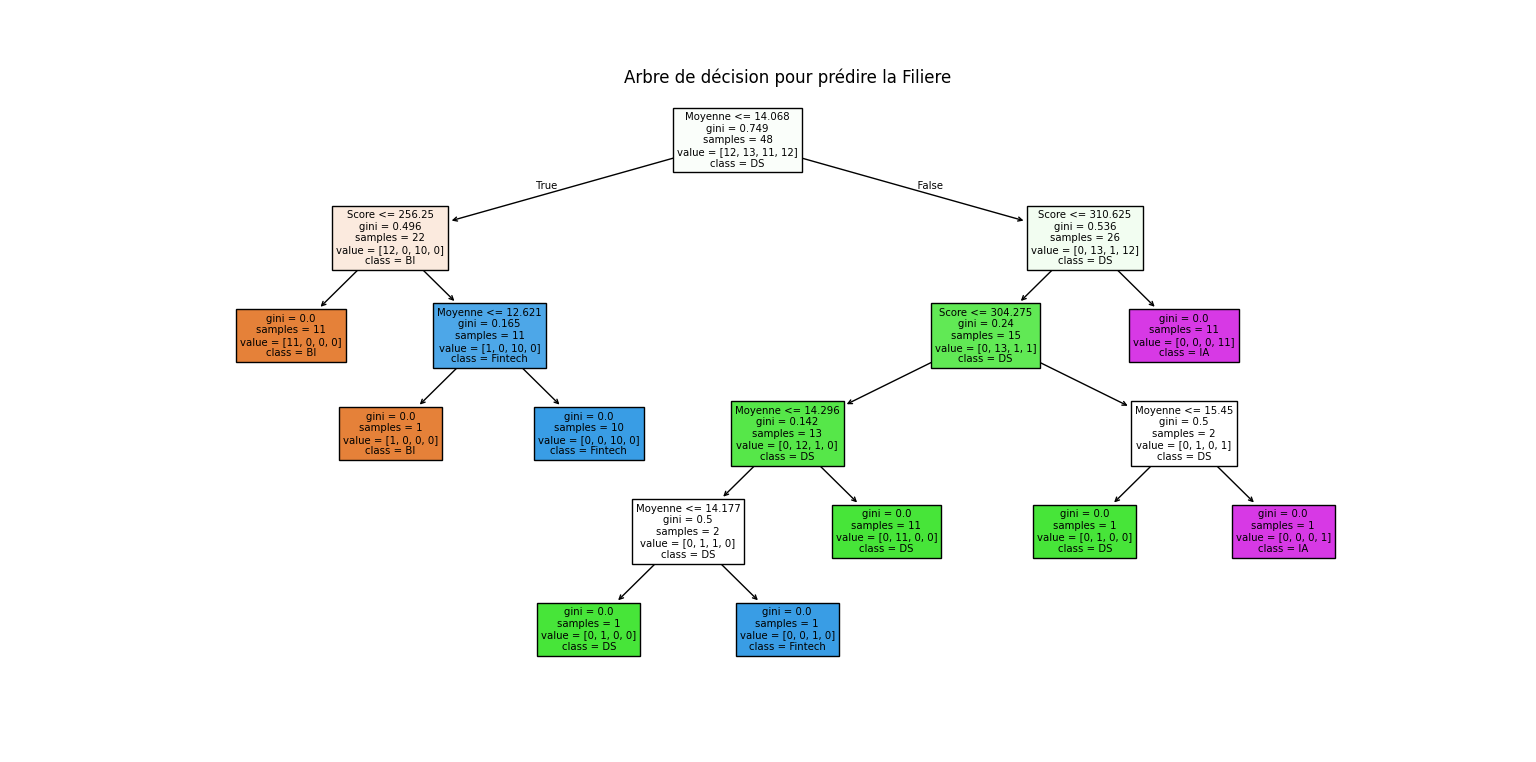 Arbre de décision pour prédire la Filiere
Moyenne <= 14.068
gini = 0.749
samples = 48
value = [12, 13, 11, 12]
class = DS
True
False
Score <= 256.25
gini = 0.496
samples = 22
value = [12, 0, 10, 0]
class = BI
Score <= 310.625
gini = 0.536
samples = 26
value = [0, 13, 1, 12]
class = DS
gini = 0.0
samples = 11
value = [11, 0, 0, 0]
class = BI
Moyenne <= 12.621
gini = 0.165
samples = 11
value = [1, 0, 10, 0]
class = Fintech
Score <= 304.275
gini = 0.24
samples = 15
value = [0, 13, 1, 1]
class = DS
gini = 0.0
samples = 11
value = [0, 0, 0, 11]
class = IA
gini = 0.0
samples = 1
value = [1, 0, 0, 0]
class = BI
gini = 0.0
samples = 10
value = [0, 0, 10, 0]
class = Fintech
Moyenne <= 14.296
gini = 0.142
samples = 13
value = [0, 12, 1, 0]
class = DS
Moyenne <= 15.45
gini = 0.5
samples = 2
value = [0, 1, 0, 1]
class = DS
Moyenne <= 14.177
gini = 0.5
samples = 2
value = [0, 1, 1, 0]
class = DS
gini = 0.0
samples = 11
value = [0, 11, 0, 0]
class = DS
gini = 0.0
samples = 1
value = [0, 1, 0, 0]
class = DS
gini = 0.0
samples = 1
value = [0, 0, 0, 1]
class = IA
gini = 0.0
samples = 1
value = [0, 1, 0, 0]
class = DS
gini = 0.0
samples = 1
value = [0, 0, 1, 0]
class = Fintech